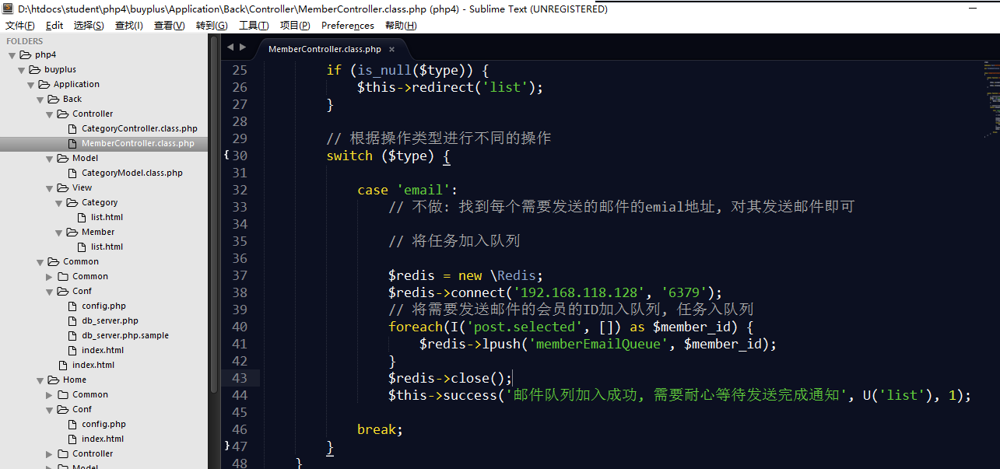 D:\htdocs\student\php4\buyplus\Application\Back\Controller\MemberController.class.php (php4) - Sublime Text (UNREGISTERED)
文件(F) Edit 选择(S) 查找(I) 查看(V) 转到(G) 工具(T) 项目(P) Preferences 帮助(H)
FOLDERS
php4
buyplus
Application
Back
Controller
CategoryController.class.php
MemberController.class.php
Model
CategoryModel.class.php
View
Category
list.html
Member
list.html
Common
Common
Conf
config.php
db_server.php
db_server.php.sample
index.html
index.html
Home
Common
Conf
config.php
index.html
Controller
Model
MemberController.class.php ×
25 if (is_null($type)) {
26 $this->redirect('list');
27 }
28
29 // 根据操作类型进行不同的操作
{30 switch ($type) {
31
32 case 'email':
33 // 不做: 找到每个需要发送的邮件的emial地址, 对其发送邮件即可
34
35 // 将任务加入队列
36
37 $redis = new \Redis;
38 $redis->connect('192.168.118.128', '6379');
39 // 将需要发送邮件的会员的ID加入队列, 任务入队列
40 foreach(I('post.selected', []) as $member_id) {
41 $redis->lpush('memberEmailQueue', $member_id);
42 }
43 $redis->close();
44 $this->success('邮件队列加入成功, 需要耐心等待发送完成通知', U('list'), 1);
45
46 break;
}47 }
48 }